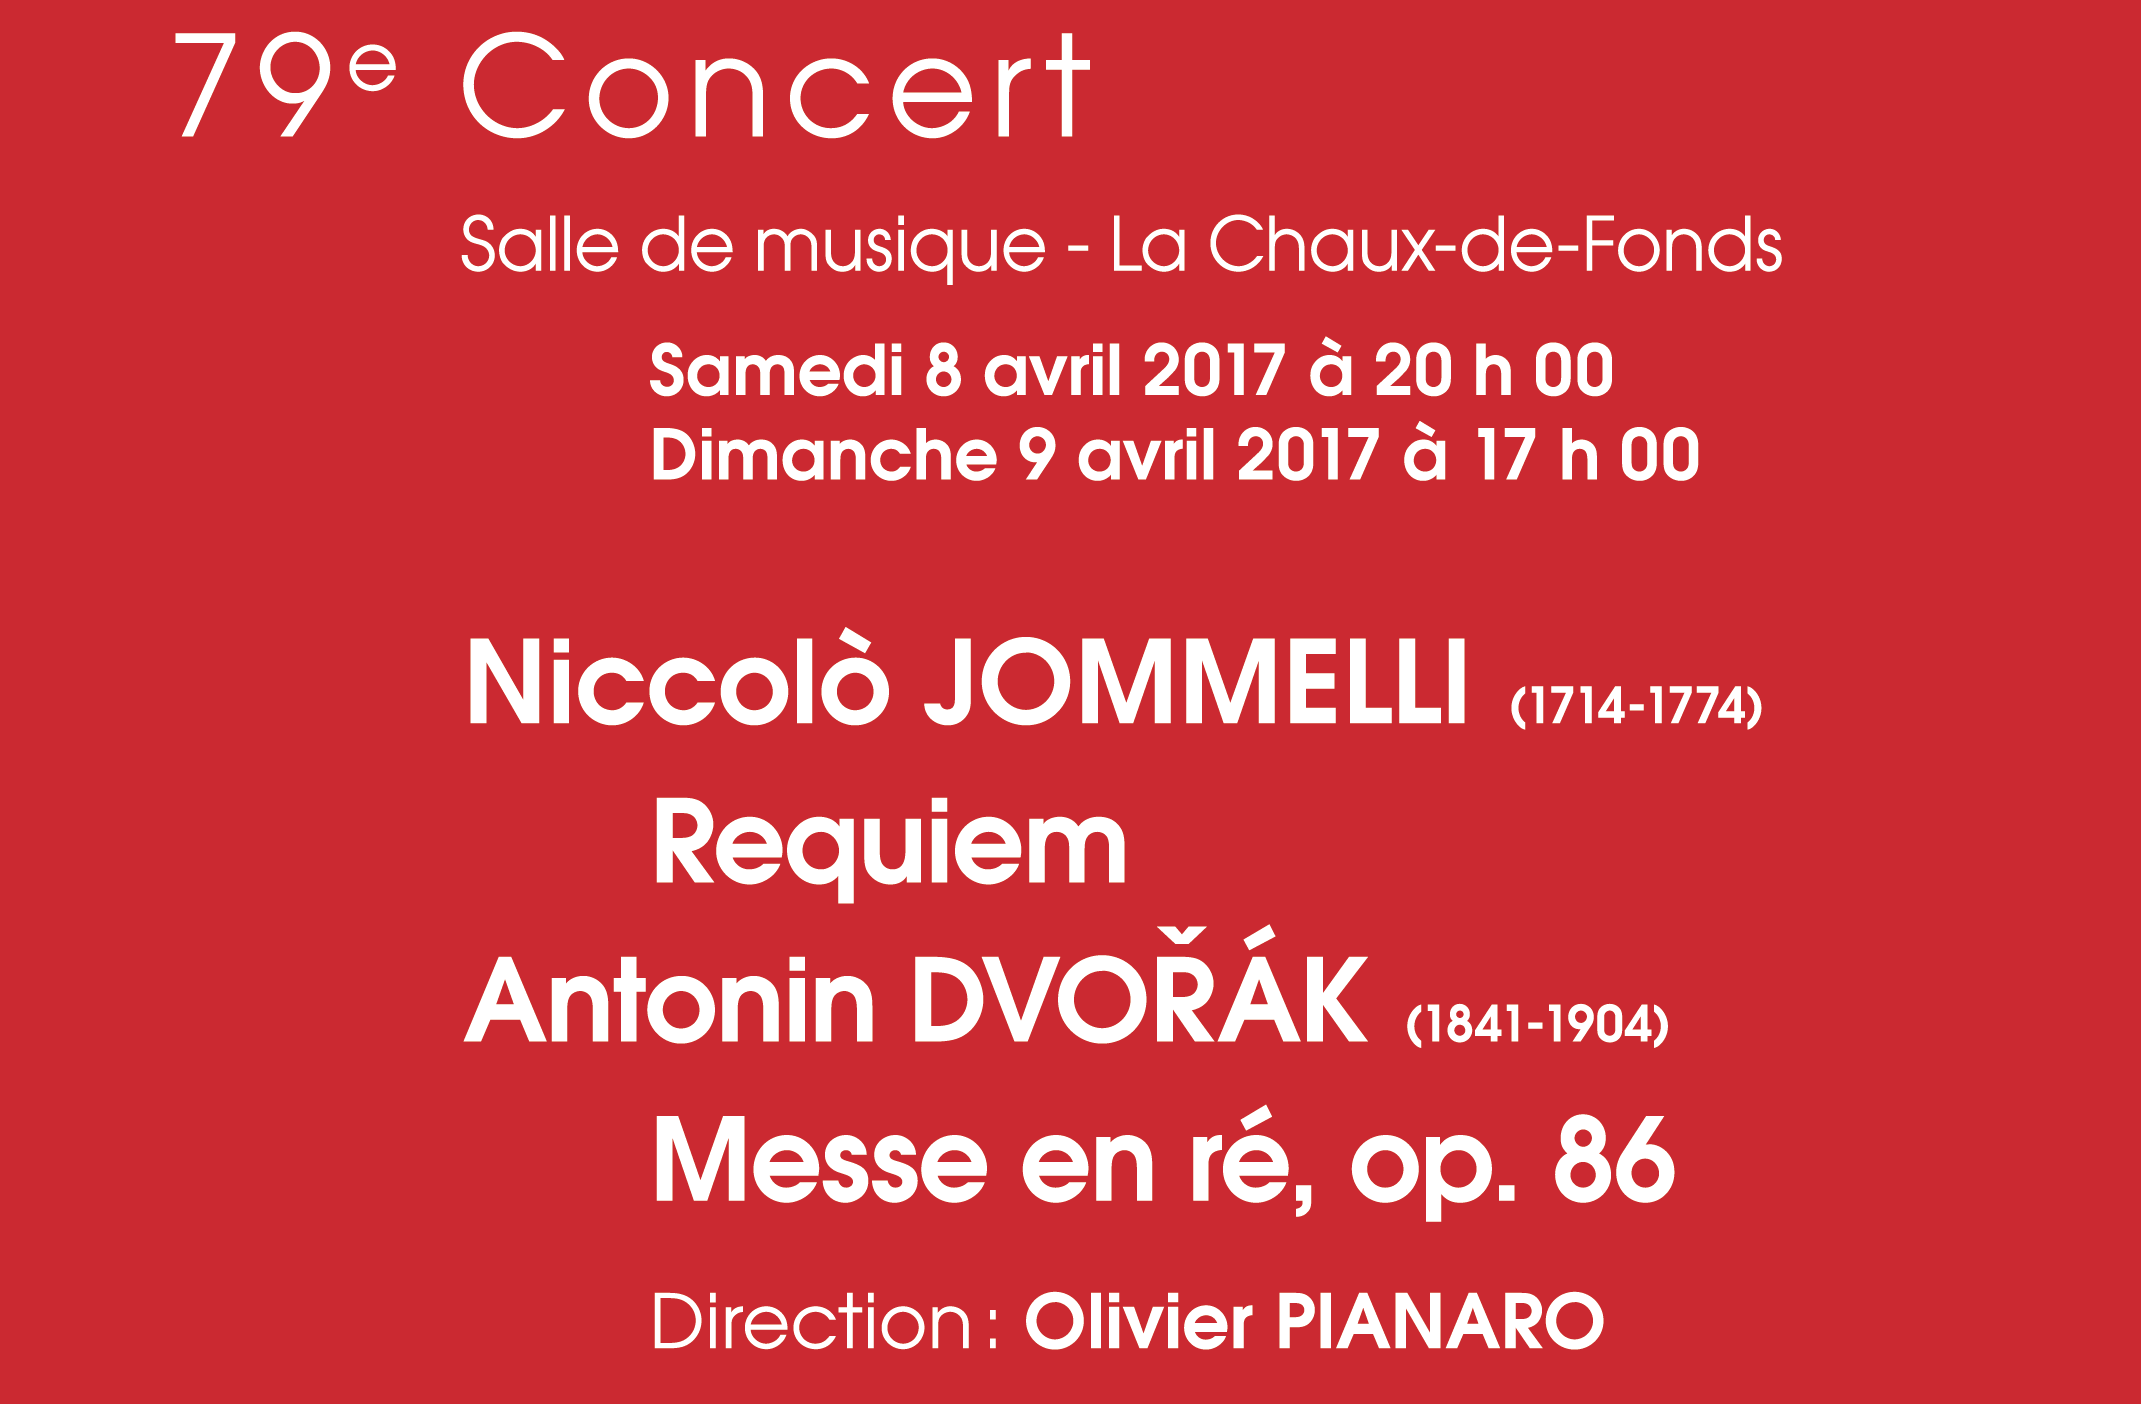 79e Concert
Salle de musique - La Chaux-de-Fonds
Samedi 8 avril 2017 à 20 h 00
Dimanche 9 avril 2017 à 17 h 00
Niccolò JOMMELLI (1714-1774)
Requiem
Antonin DVOŘÁK (1841-1904)
Messe en ré, op. 86
Direction : Olivier PIANARO